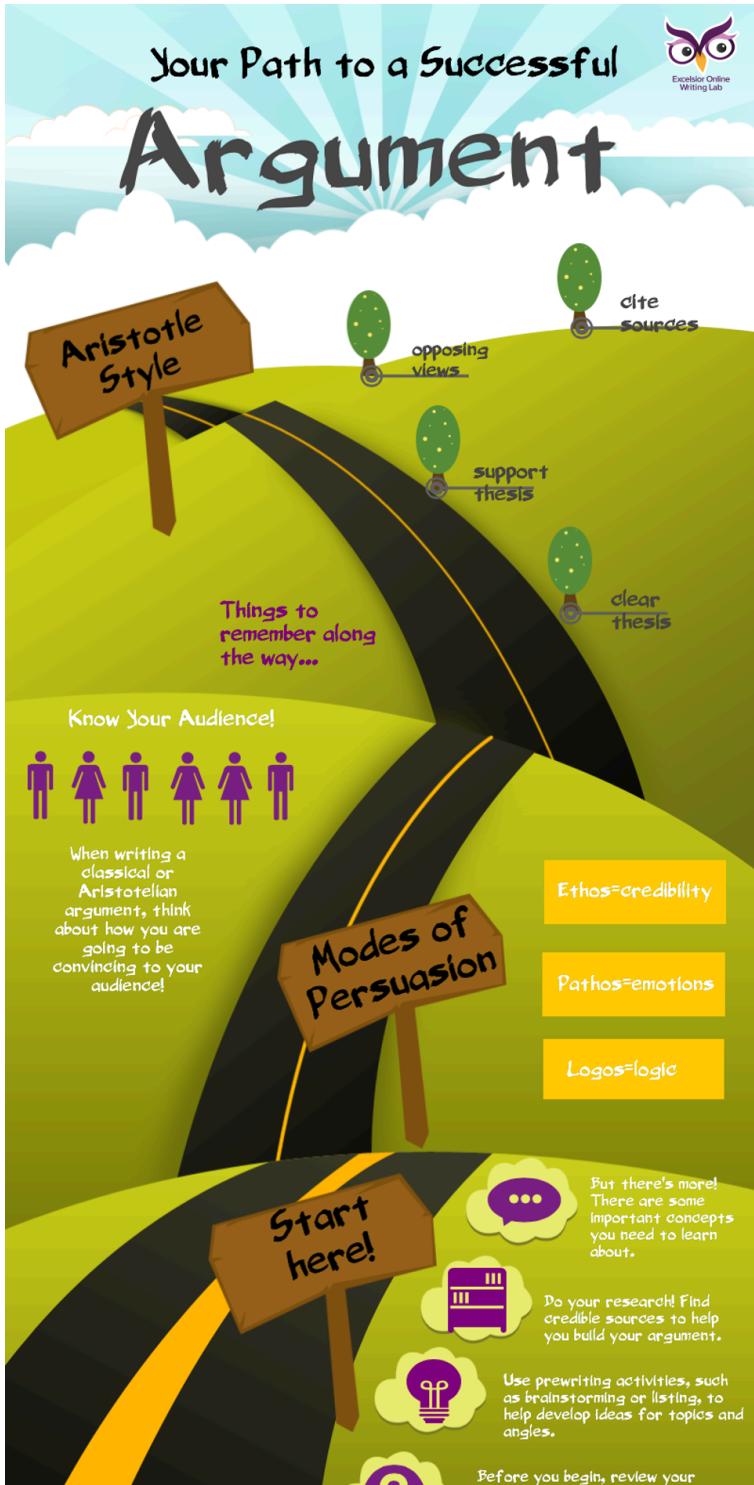 Your Path to a Successful
Excelsior Online
Writing Lab
Argument
Aristotle
Style
cite
sources
opposing
views
support
thesis
clear
thesis
Things to
remember along
the way...
Know Your Audience!
When writing a
classical or
Aristotelian
argument, think
about how you are
going to be
convincing to your
audience!
Modes of
Persuasion
Ethos=credibility
Pathos=emotions
Logos=logic
Start
here!
But there's more!
There are some
important concepts
you need to learn
about.
Do your research! Find
credible sources to help
you build your argument.
Use prewriting activities, such
as brainstorming or listing, to
help develop ideas for topics and
angles.
Before you begin, review your